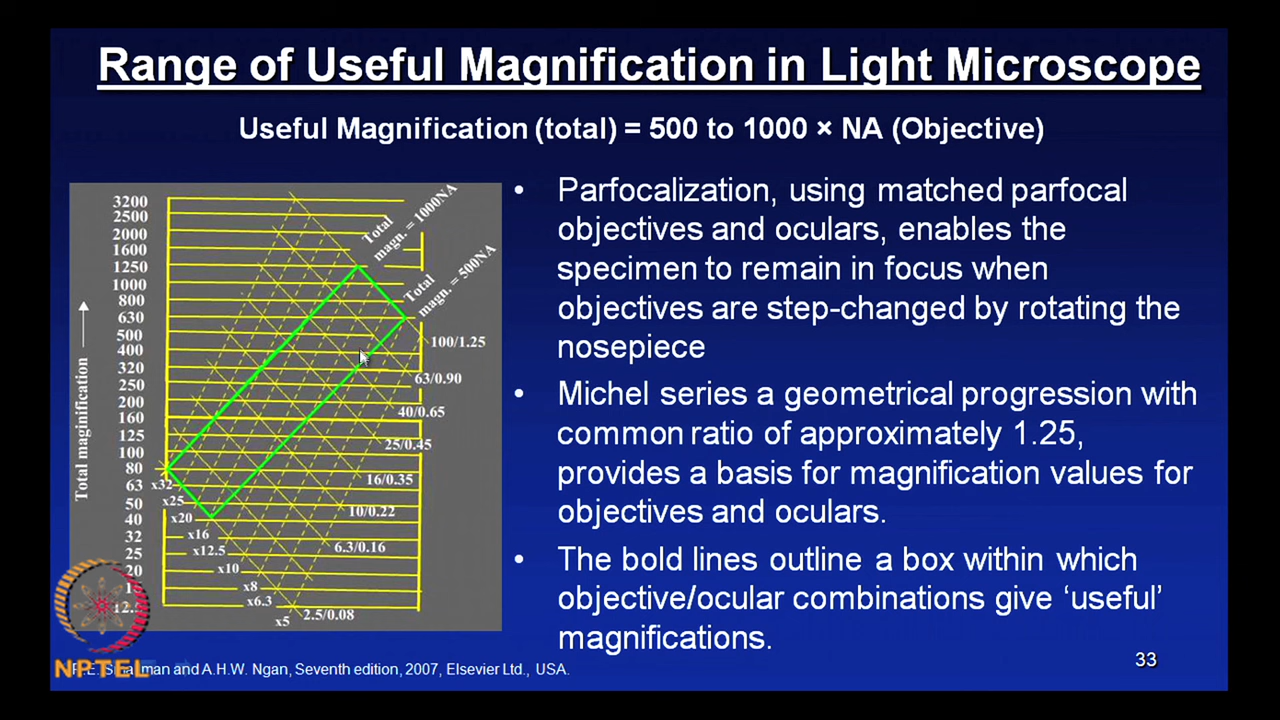 Range of Useful Magnification in Light Microscope
Useful Magnification (total) = 500 to 1000 × NA (Objective)
Total maginification
3200
2500
2000
1600
1250
1000
800
630
500
400
320
250
200
160
125
100
80
63
50
40
32
25
20
x32
x25
x20
x16
x12.5
x10
x8
x6.3
x5
Total
magn. = 1000NA
Total
magn. = 500NA
100/1.25
63/0.90
40/0.65
25/0.45
16/0.35
10/0.22
6.3/0.16
2.5/0.08
• Parfocalization, using matched parfocal
objectives and oculars, enables the
specimen to remain in focus when
objectives are step-changed by rotating the
nosepiece
• Michel series a geometrical progression with
common ratio of approximately 1.25,
provides a basis for magnification values for
objectives and oculars.
• The bold lines outline a box within which
objective/ocular combinations give ‘useful’
magnifications.
33
NPTEL
and A.H.W. Ngan, Seventh edition, 2007, Elsevier Ltd., USA.